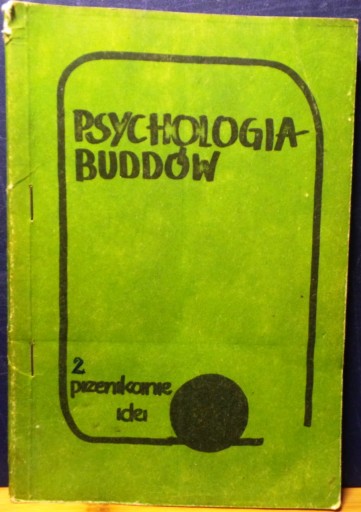 PSYCHOLOGIA-
BUDDÓW
2
przenikanie
idei